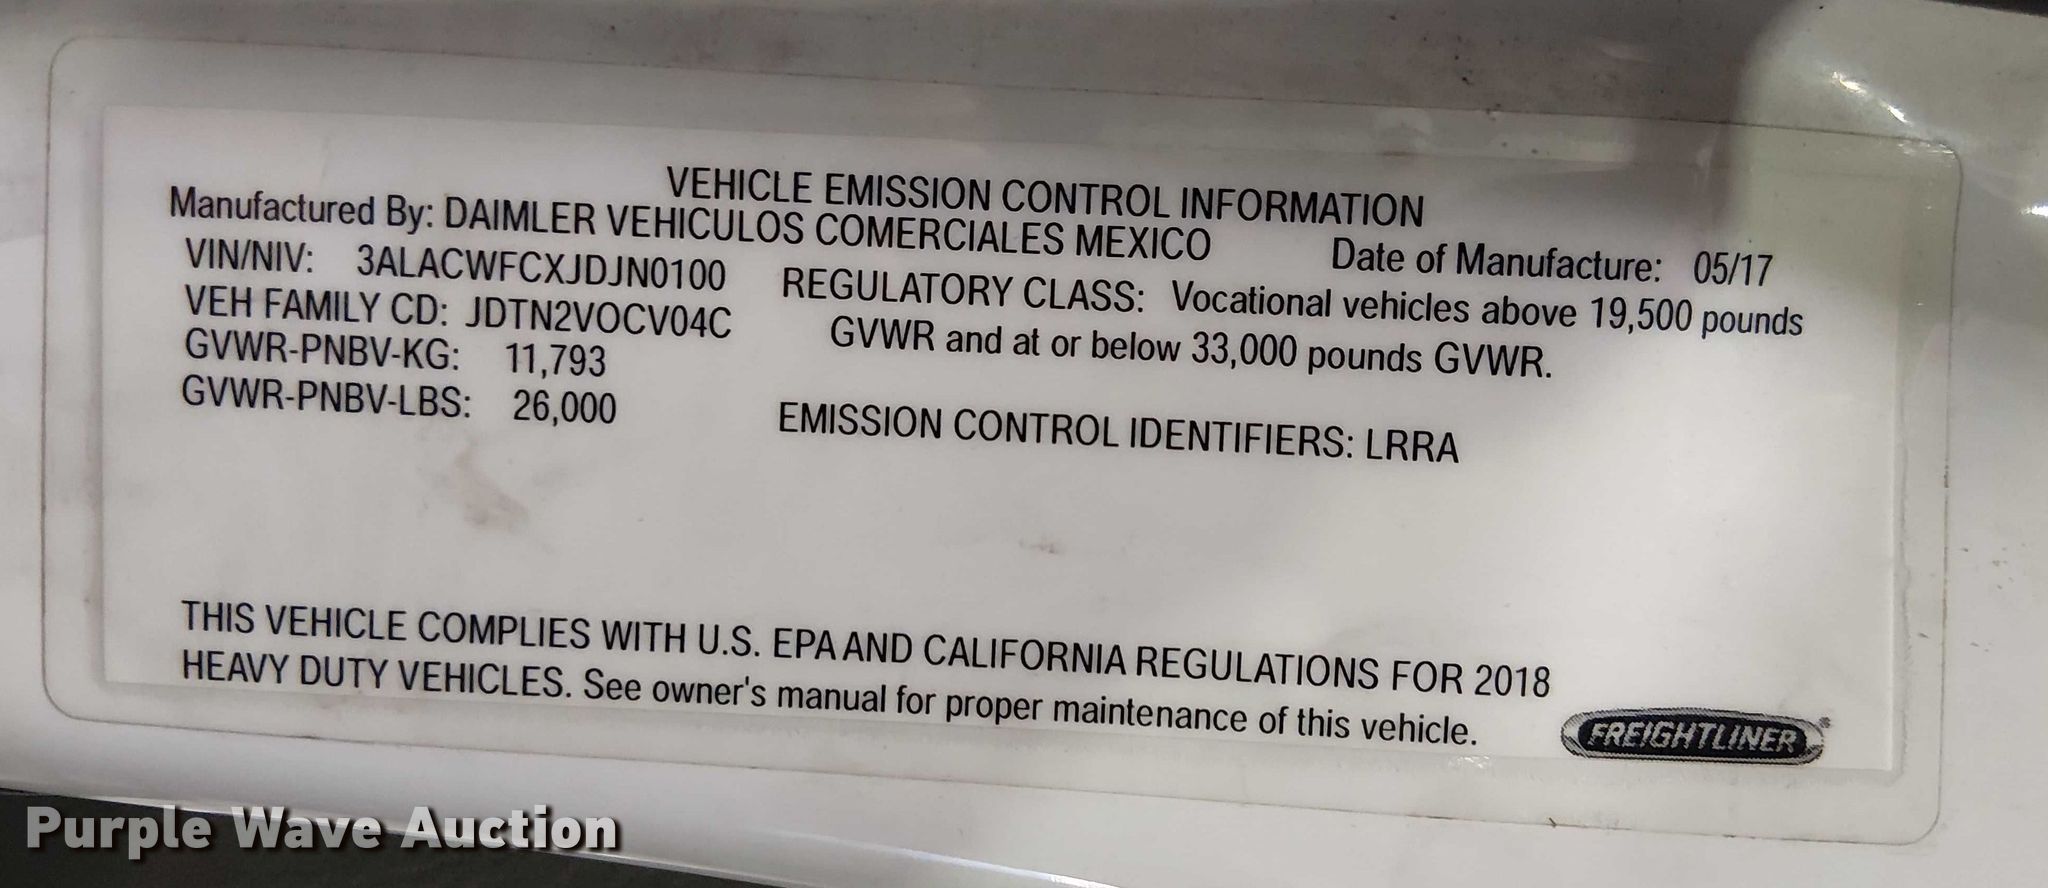 VEHICLE EMISSION CONTROL INFORMATION
Manufactured By: DAIMLER VEHICULOS COMERCIALES MEXICO Date of Manufacture: 05/17
VIN/NIV: 3ALACWFCXJDJN0100 REGULATORY CLASS: Vocational vehicles above 19,500 pounds
VEH FAMILY CD: JDTN2VOCV04C GVWR and at or below 33,000 pounds GVWR.
GVWR-PNBV-KG: 11,793
GVWR-PNBV-LBS: 26,000 EMISSION CONTROL IDENTIFIERS: LRRA
THIS VEHICLE COMPLIES WITH U.S. EPA AND CALIFORNIA REGULATIONS FOR 2018
HEAVY DUTY VEHICLES. See owner's manual for proper maintenance of this vehicle.
FREIGHTLINER®
Purple Wave Auction